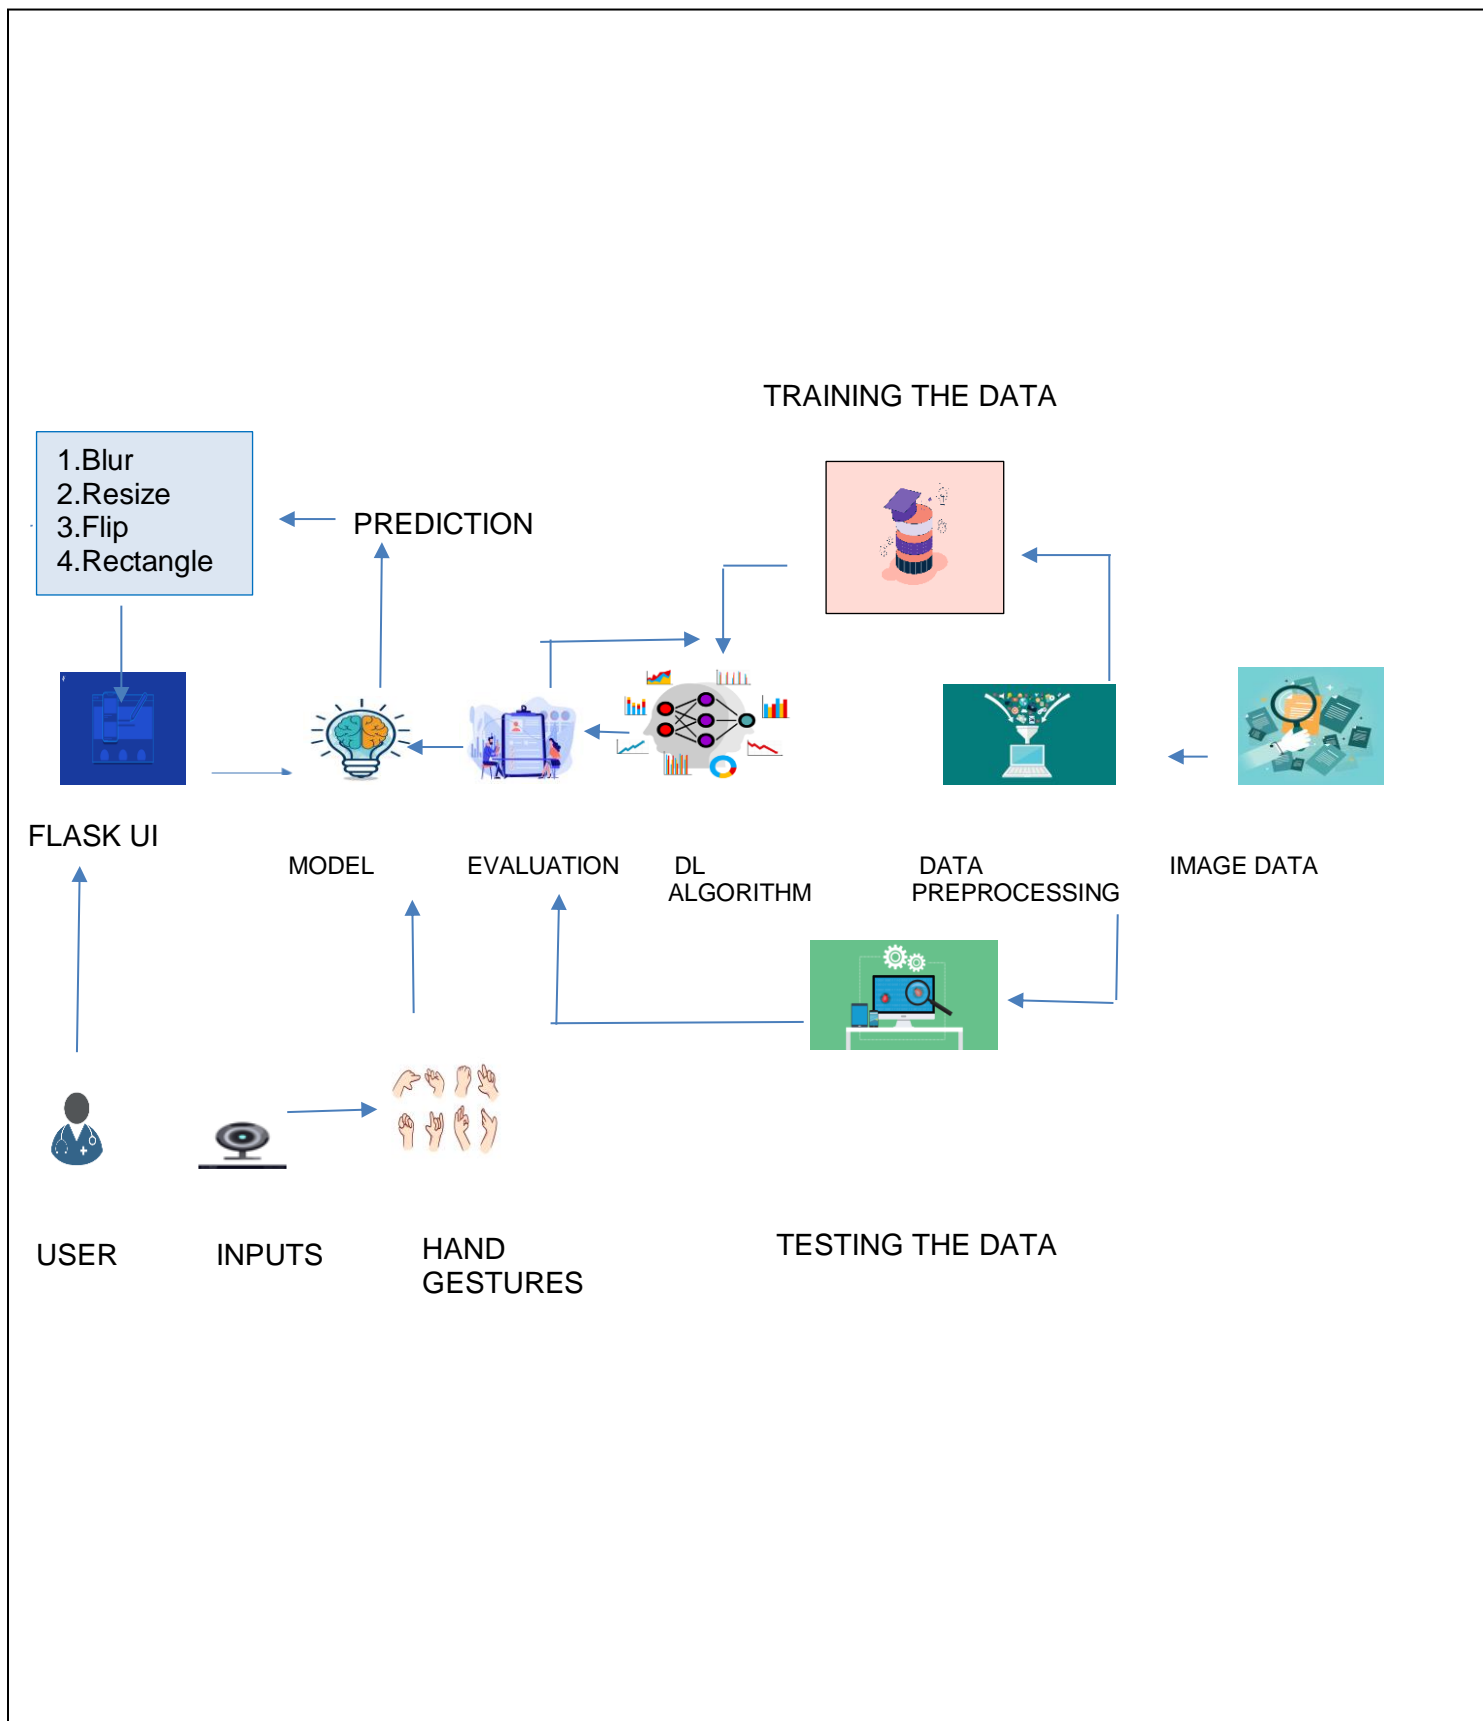 TRAINING THE DATA
1.Blur
2.Resize
3.Flip
4.Rectangle
PREDICTION
FLASK UI
MODEL
EVALUATION
DL
ALGORITHM
DATA
PREPROCESSING
IMAGE DATA
USER
INPUTS
HAND
GESTURES
TESTING THE DATA